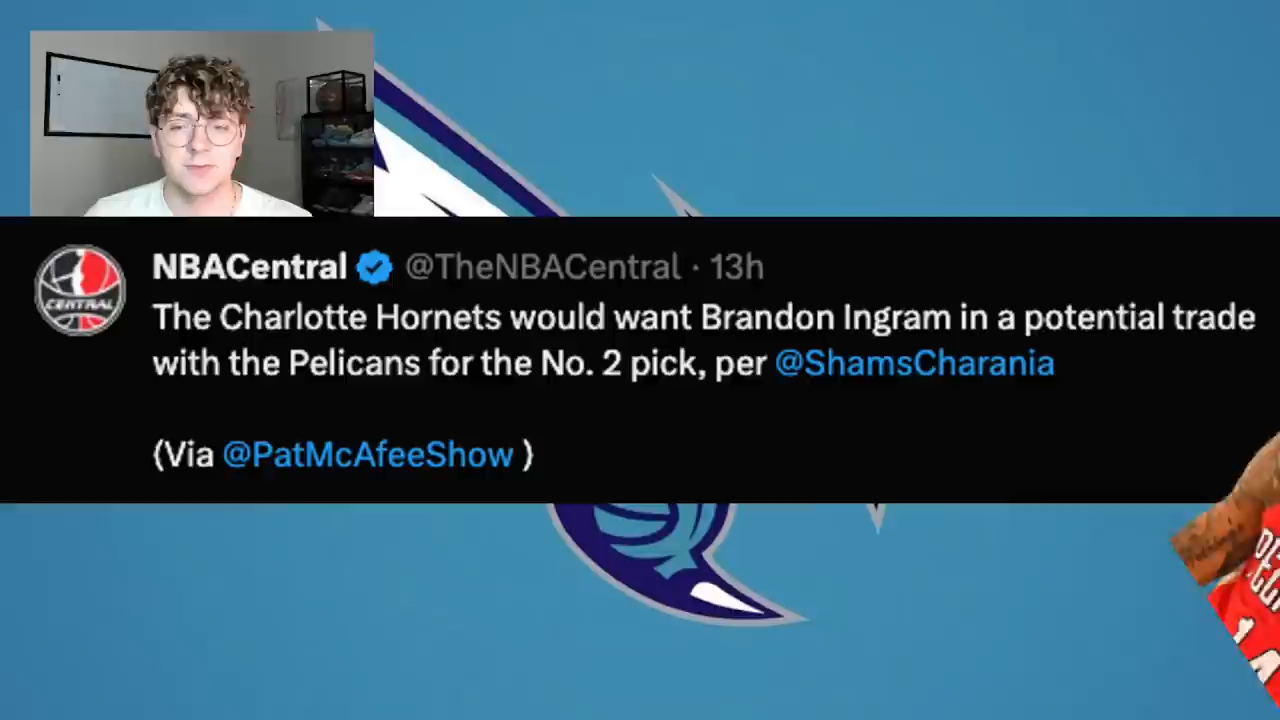 NBACentral @TheNBACentral · 13h
CENTRAL
The Charlotte Hornets would want Brandon Ingram in a potential trade
with the Pelicans for the No. 2 pick, per @ShamsCharania
(Via @PatMcAfeeShow )